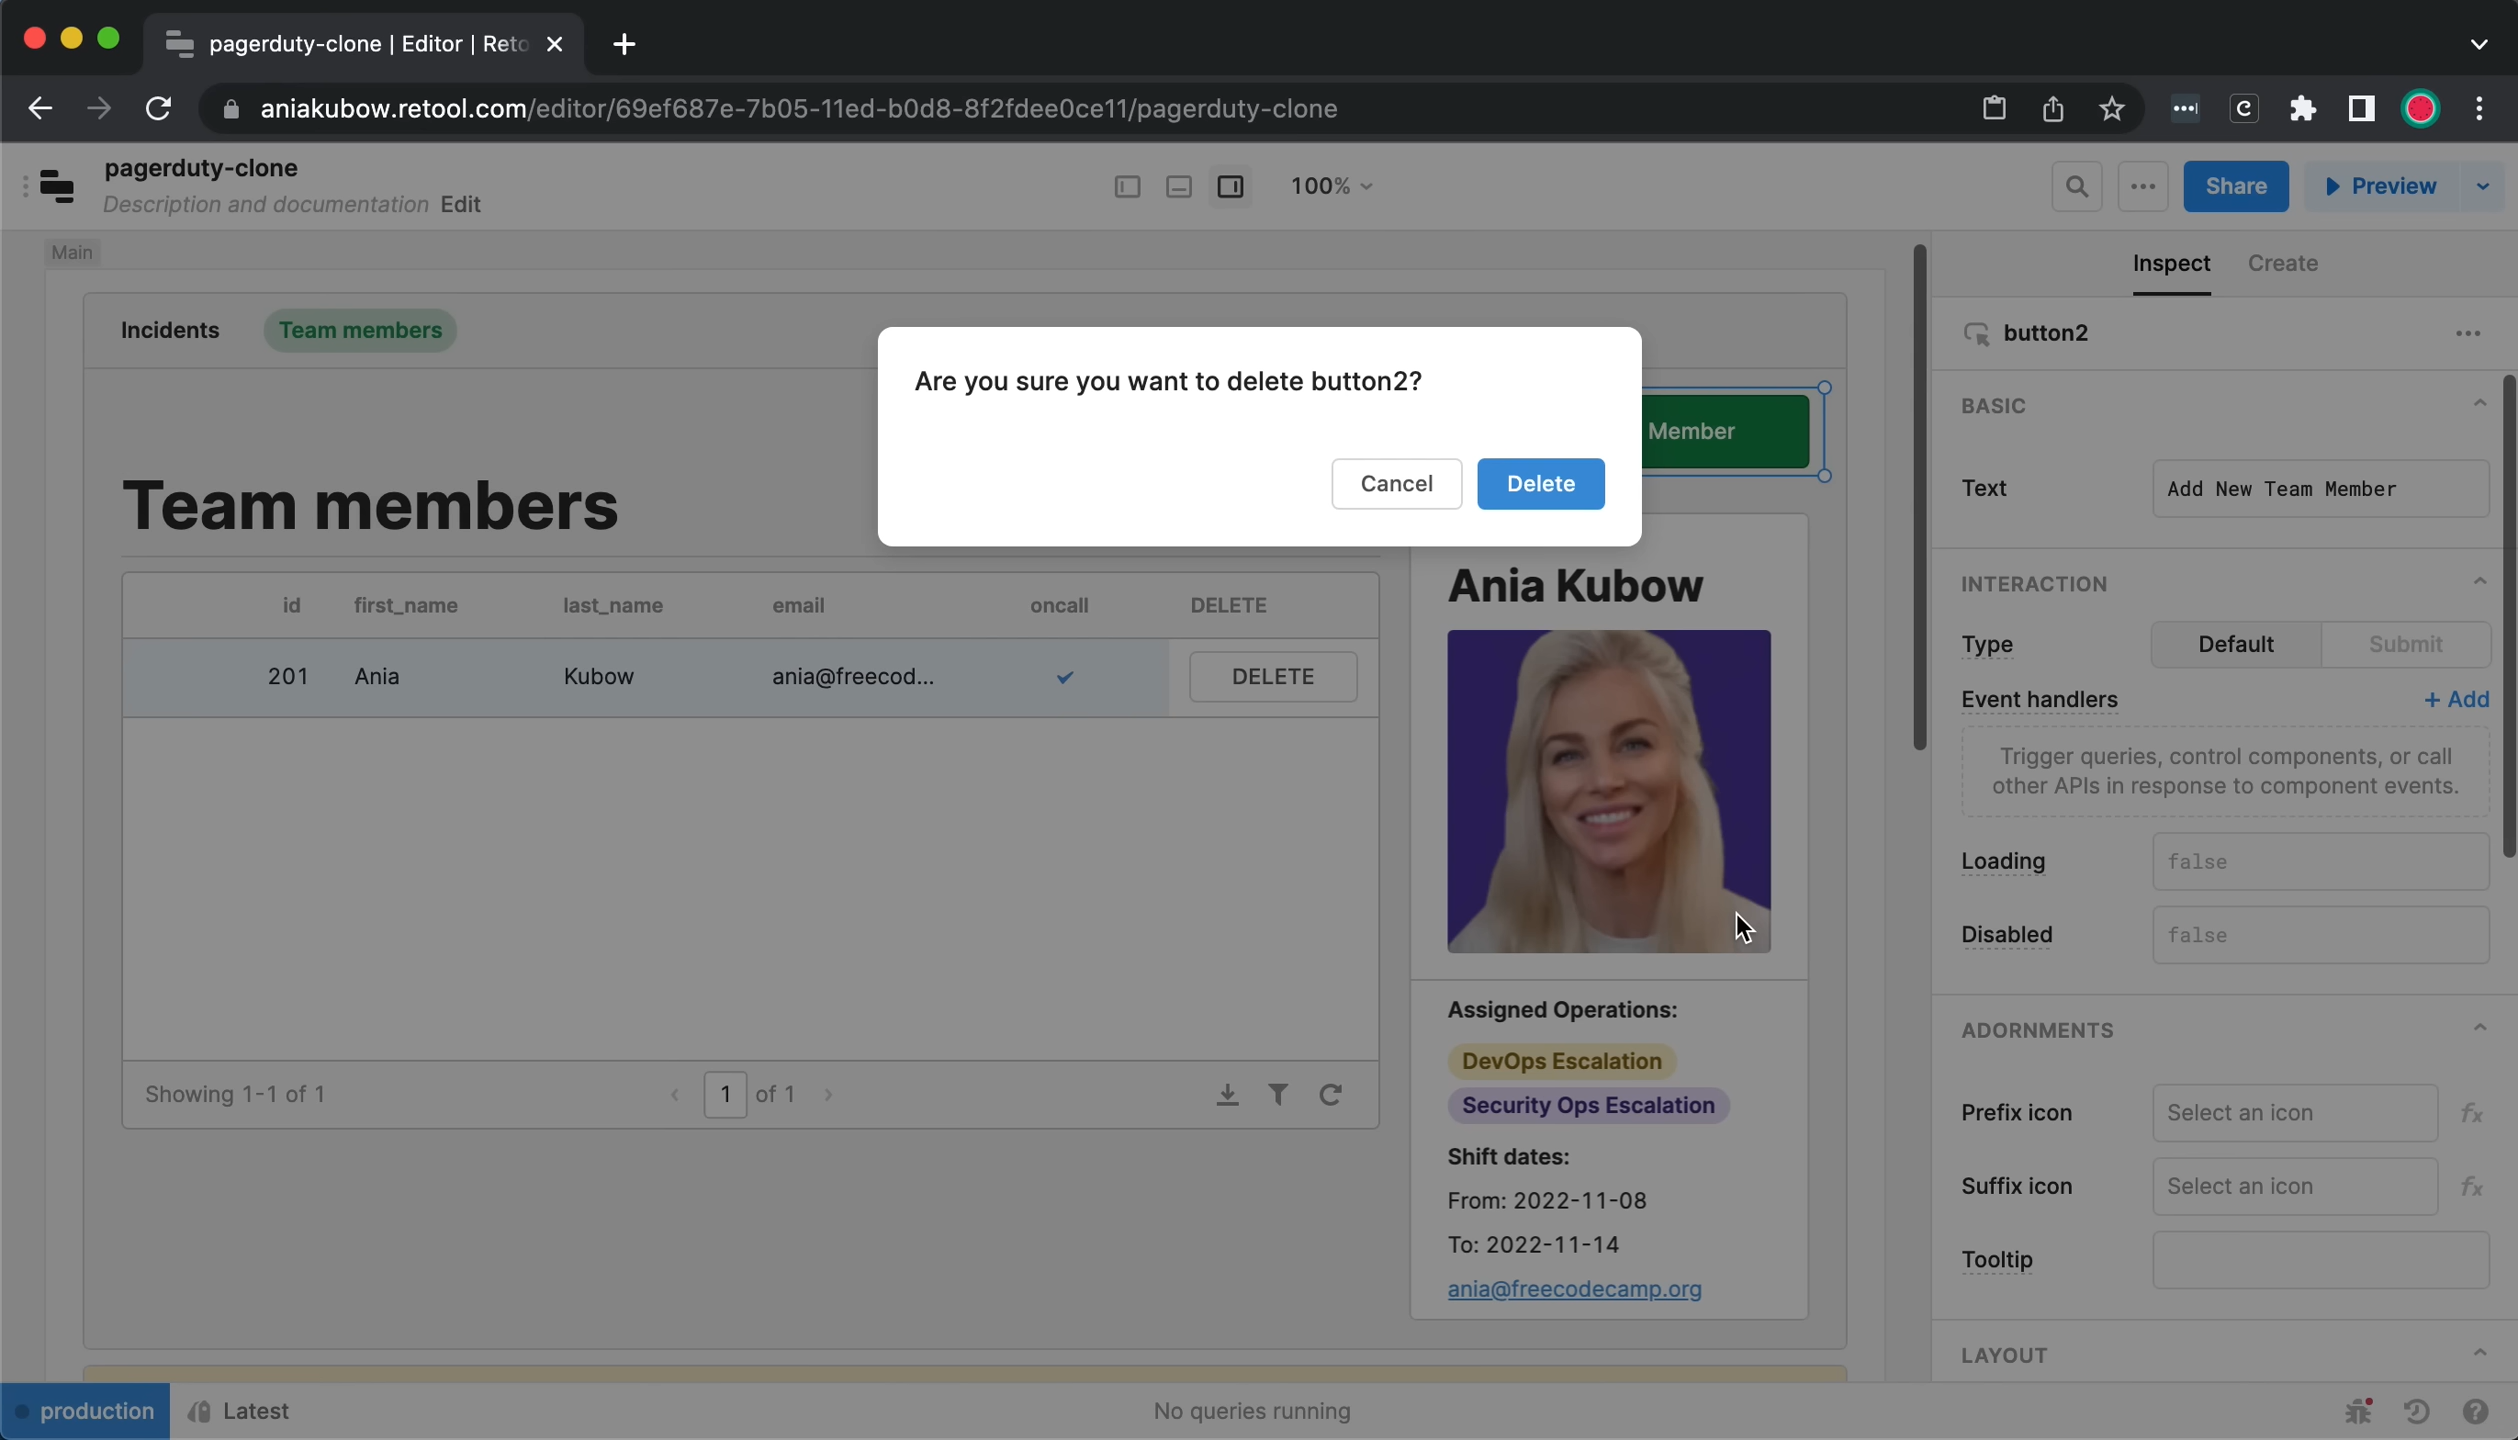 pagerduty-clone | Editor | Reto
aniakubow.retool.com/editor/69ef687e-7b05-11ed-b0d8-8f2fdee0ce11/pagerduty-clone
pagerduty-clone
Description and documentation Edit
100%
Share
Preview
Main
Inspect Create
Incidents Team members
button2
Are you sure you want to delete button2?
Cancel Delete
Member
BASIC
Text Add New Team Member
Team members
INTERACTION
Type Default Submit
Event handlers + Add
Trigger queries, control components, or call
other APIs in response to component events.
Loading false
Disabled false
id first_name last_name email oncall DELETE
201 Ania Kubow ania@freecod... DELETE
Showing 1-1 of 1
1 of 1
Ania Kubow
Assigned Operations:
DevOps Escalation
Security Ops Escalation
Shift dates:
From: 2022-11-08
To: 2022-11-14
ania@freecodecamp.org
ADORNMENTS
Prefix icon Select an icon fx
Suffix icon Select an icon fx
Tooltip
LAYOUT
production Latest
No queries running